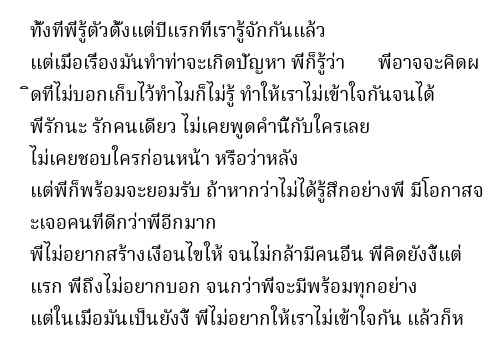 ทั้งที่พี่รู้ตัวตั้งแต่ปีแรกที่เรารู้จักกันแล้ว
แต่เมื่อเรื่องมันทำท่าจะเกิดปัญหา พี่ก็รู้ว่า พี่อาจจะคิดผ
ิดที่ไม่บอกเก็บไว้ทำไมก็ไม่รู้ ทำให้เราไม่เข้าใจกันจนได้
พี่รักนะ รักคนเดียว ไม่เคยพูดคำนี้กับใครเลย
ไม่เคยชอบใครก่อนหน้า หรือว่าหลัง
แต่พี่ก็พร้อมจะยอมรับ ถ้าหากว่าไม่ได้รู้สึกอย่างพี่ มีโอกาสจ
ะเจอคนที่ดีกว่าพี่อีกมาก
พี่ไม่อยากสร้างเงื่อนไขให้ จนไม่กล้ามีคนอื่น พี่คิดยังงี้แต่
แรก พี่ถึงไม่อยากบอก จนกว่าพี่จะมีพร้อมทุกอย่าง
แต่ในเมื่อมันเป็นยังงี้ พี่ไม่อยากให้เราไม่เข้าใจกัน แล้วก็ห